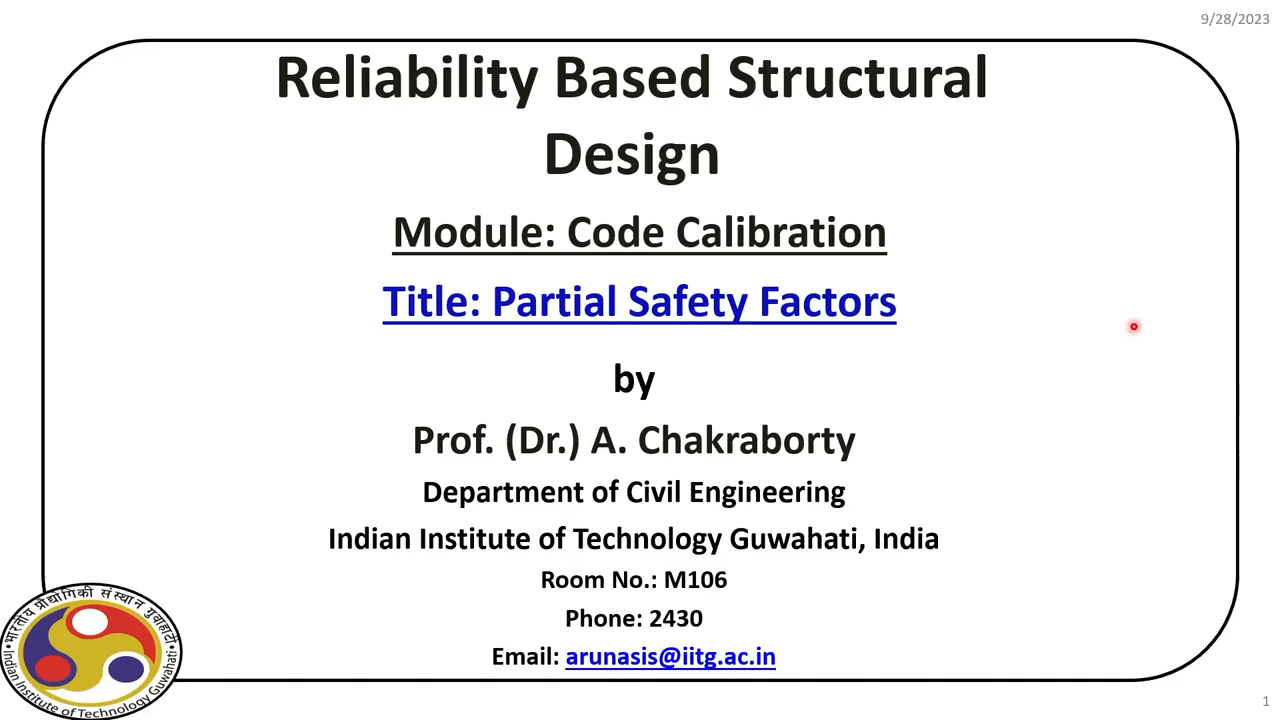 9/28/2023
Reliability Based Structural
Design
Module: Code Calibration
Title: Partial Safety Factors
by
Prof. (Dr.) A. Chakraborty
Department of Civil Engineering
Indian Institute of Technology Guwahati, India
Room No.: M106
Phone: 2430
Email: arunasis@iitg.ac.in
भारतीय प्रौद्योगिकी संस्थान गुवाहाटी
Indian Institute of Technology Guwahati
1